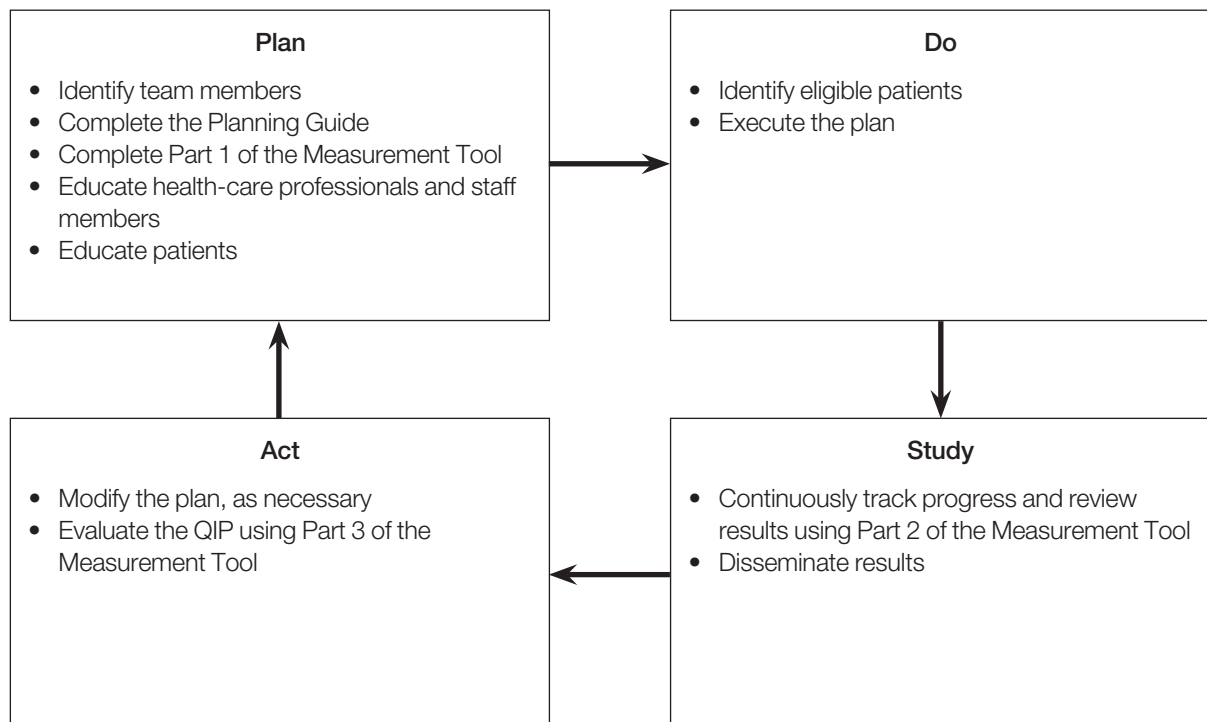 Plan
• Identify team members
• Complete the Planning Guide
• Complete Part 1 of the Measurement Tool
• Educate health-care professionals and staff
members
• Educate patients
Do
• Identify eligible patients
• Execute the plan
Act
• Modify the plan, as necessary
• Evaluate the QIP using Part 3 of the
Measurement Tool
Study
• Continuously track progress and review
results using Part 2 of the Measurement Tool
• Disseminate results